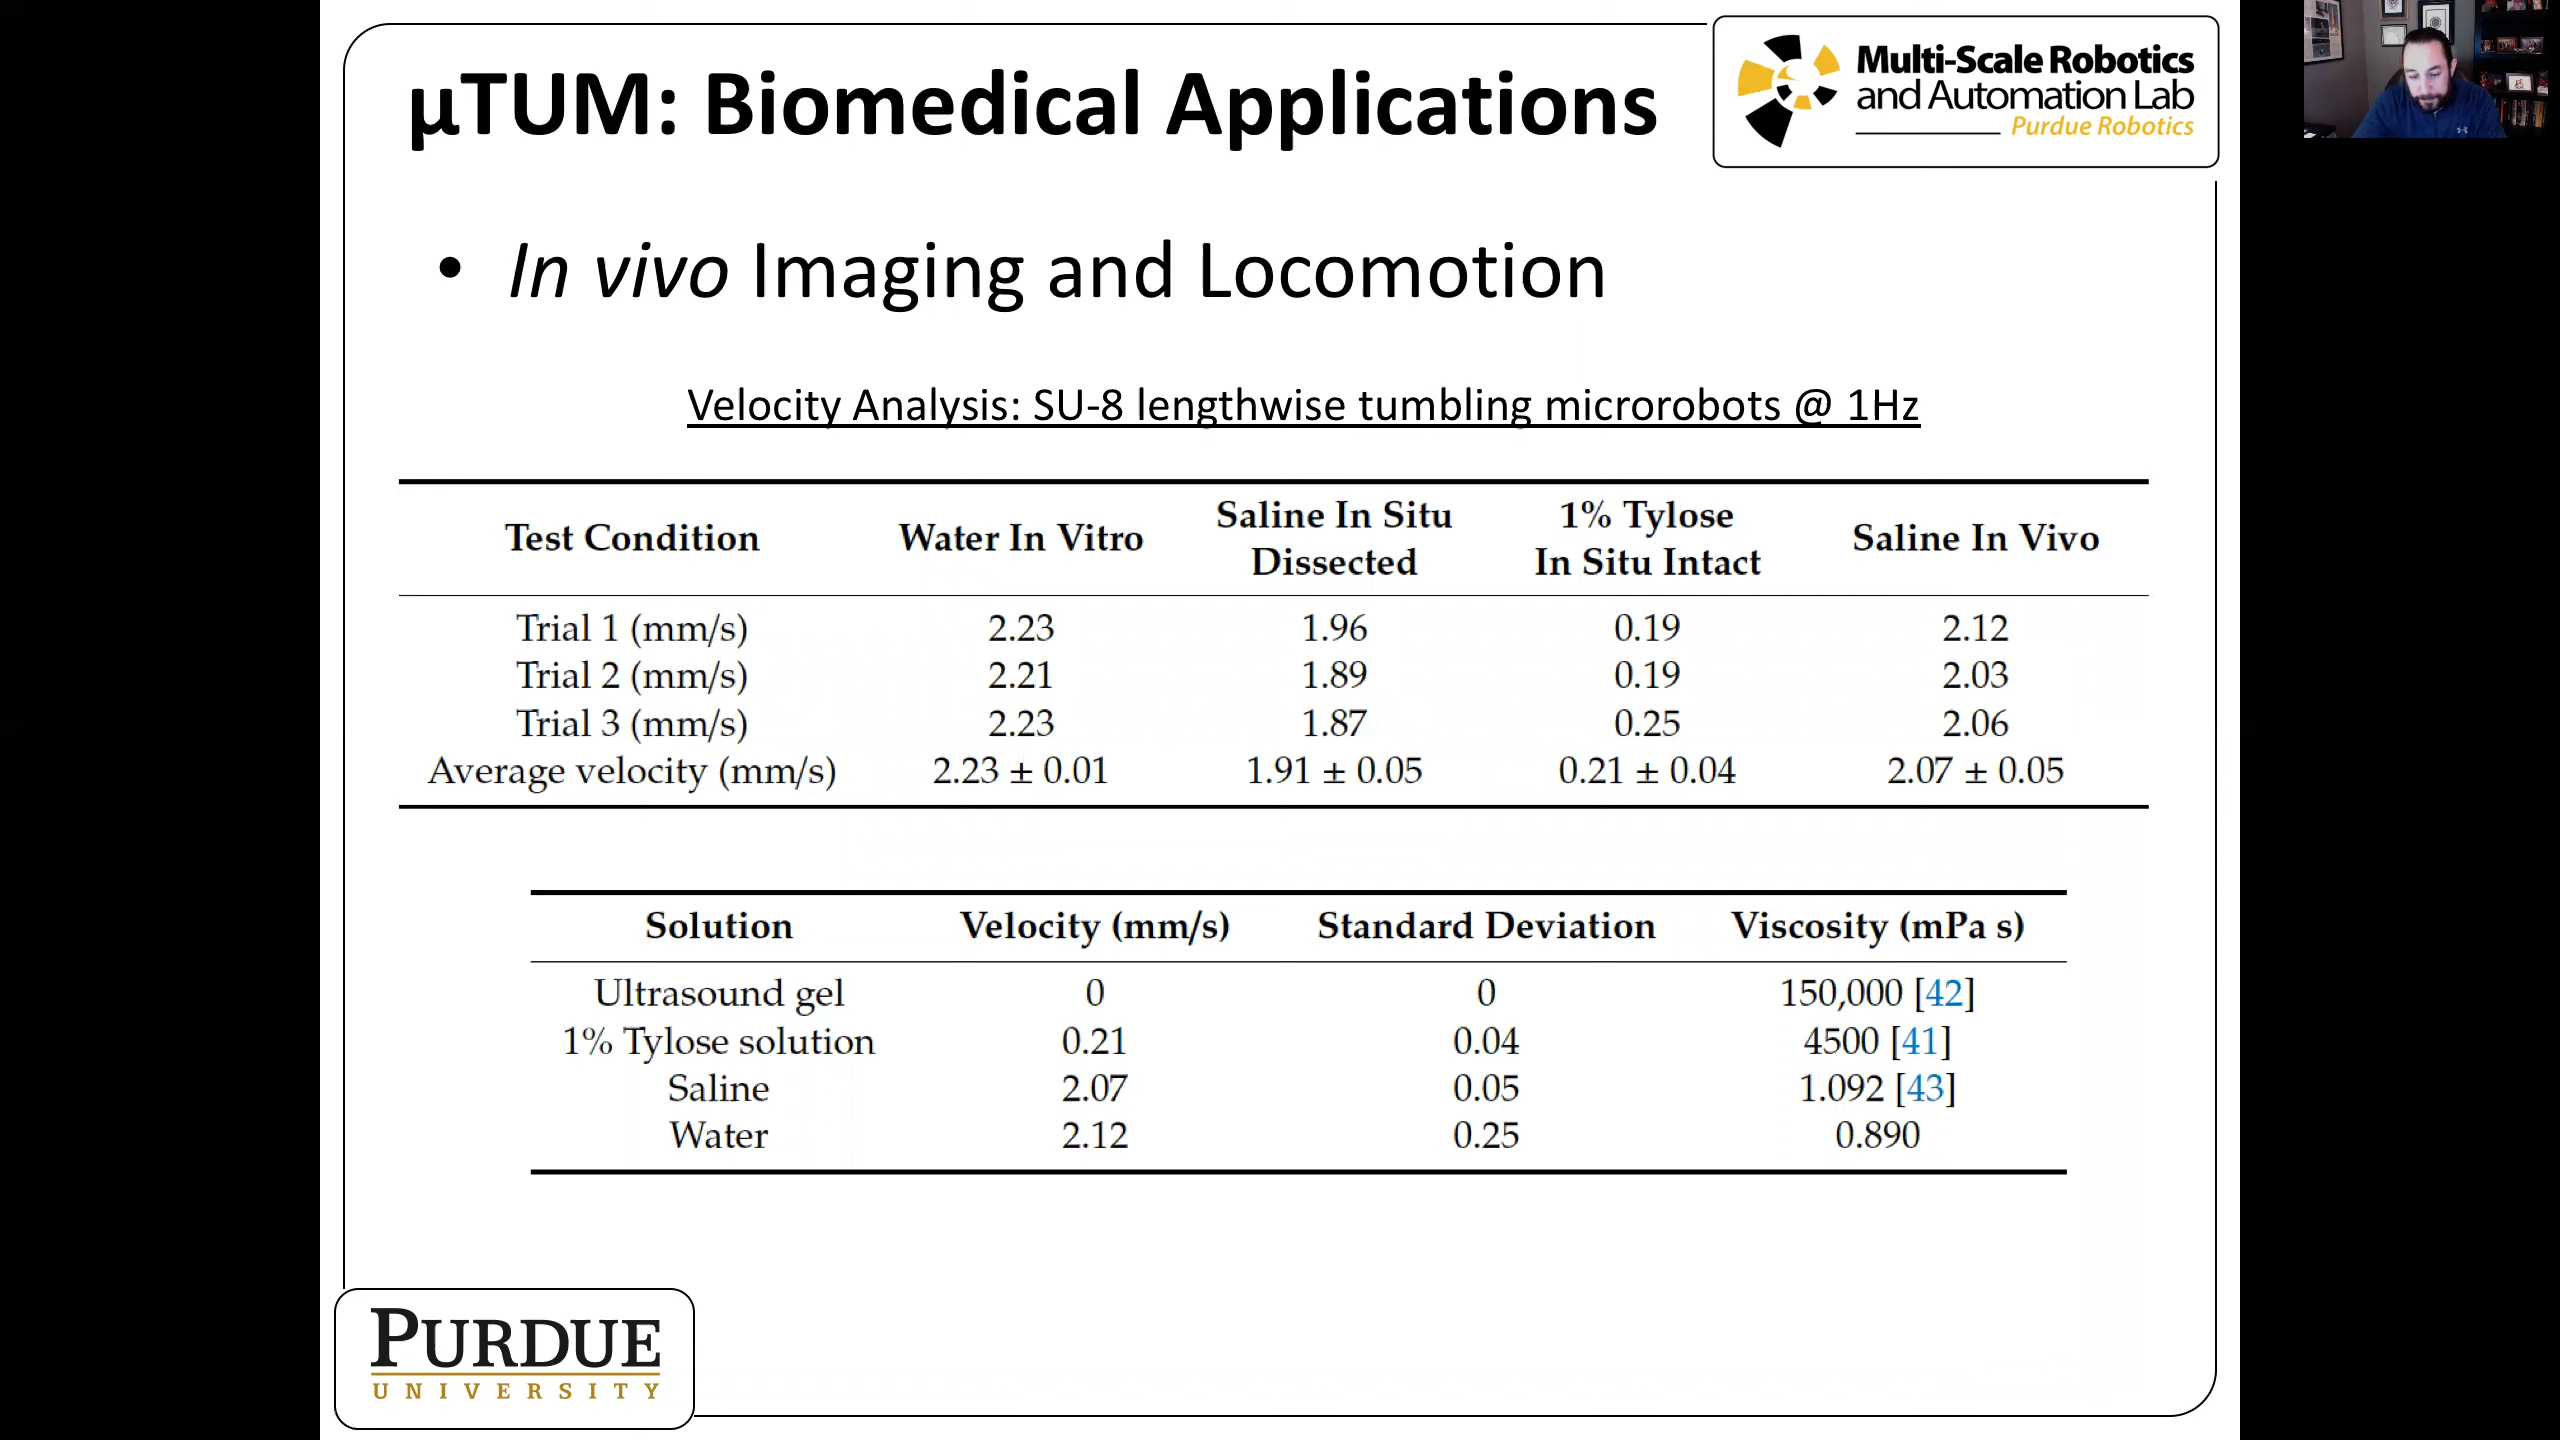 µTUM: Biomedical Applications
Multi-Scale Robotics
and Automation Lab
Purdue Robotics
• In vivo Imaging and Locomotion
Velocity Analysis: SU-8 lengthwise tumbling microrobots @ 1Hz
Test Condition Water In Vitro Saline In Situ Dissected 1% Tylose In Situ Intact Saline In Vivo
Trial 1 (mm/s) 2.23 1.96 0.19 2.12
Trial 2 (mm/s) 2.21 1.89 0.19 2.03
Trial 3 (mm/s) 2.23 1.87 0.25 2.06
Average velocity (mm/s) 2.23 ± 0.01 1.91 ± 0.05 0.21 ± 0.04 2.07 ± 0.05
Solution Velocity (mm/s) Standard Deviation Viscosity (mPa s)
Ultrasound gel 0 0 150,000 [42]
1% Tylose solution 0.21 0.04 4500 [41]
Saline 2.07 0.05 1.092 [43]
Water 2.12 0.25 0.890
PURDUE
UNIVERSITY